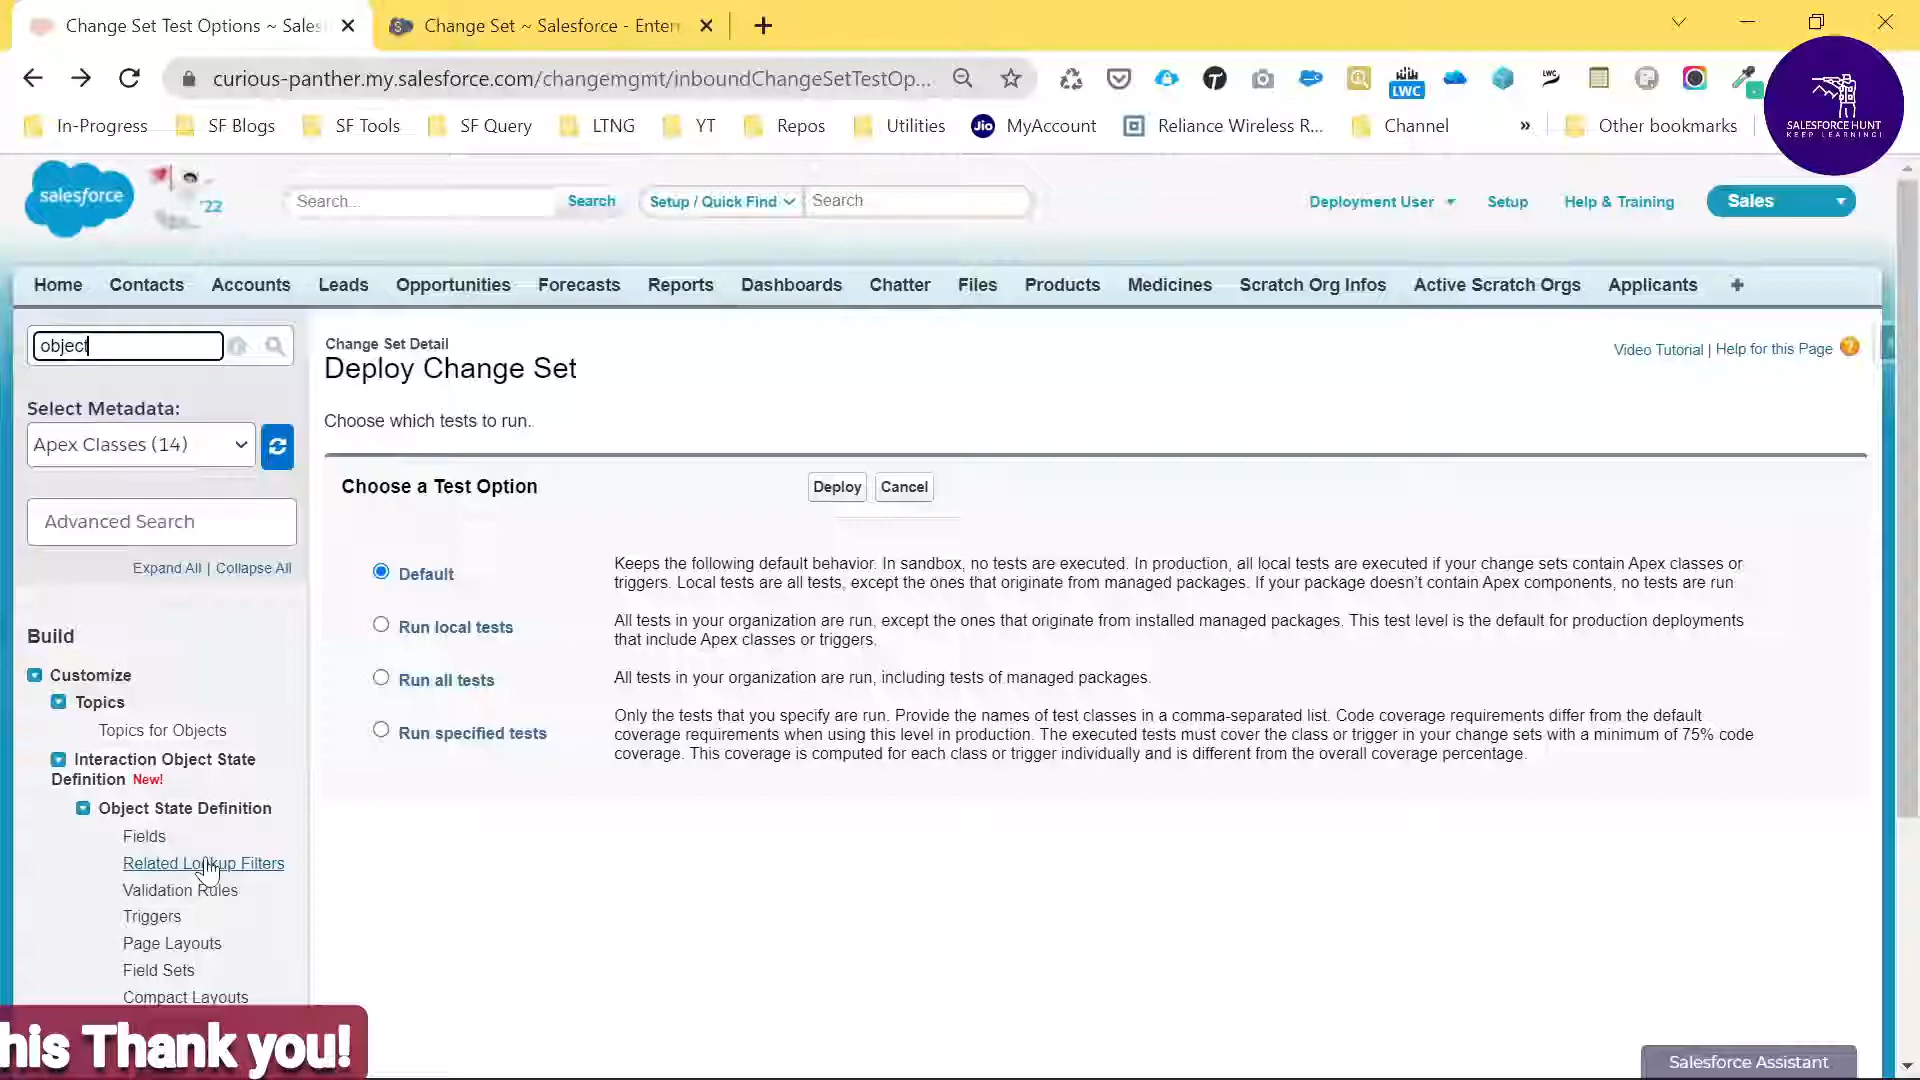 Change Set Test Options ~ Sales
Change Set ~ Salesforce - Enter
curious-panther.my.salesforce.com/changemgmt/inboundChangeSetTestOp...
LWC
LWC
In-Progress
SF Blogs
SF Tools
SF Query
LTNG
YT
Repos
Utilities
Jio MyAccount
Reliance Wireless R...
Channel
»
Other bookmarks
SALESFORCE HUNT
KEEP LEARNING!
salesforce
'22
Search...
Search
Setup / Quick Find
Search
Deployment User
Setup
Help & Training
Sales
Home
Contacts
Accounts
Leads
Opportunities
Forecasts
Reports
Dashboards
Chatter
Files
Products
Medicines
Scratch Org Infos
Active Scratch Orgs
Applicants
+
object
Select Metadata:
Apex Classes (14)
Advanced Search
Expand All | Collapse All
Build
Customize
Topics
Topics for Objects
Interaction Object State
Definition New!
Object State Definition
Fields
Related Lookup Filters
Validation Rules
Triggers
Page Layouts
Field Sets
Compact Layouts
Change Set Detail
Deploy Change Set
Video Tutorial | Help for this Page
Choose which tests to run.
Choose a Test Option
Deploy
Cancel
Default
Keeps the following default behavior. In sandbox, no tests are executed. In production, all local tests are executed if your change sets contain Apex classes or
triggers. Local tests are all tests, except the ones that originate from managed packages. If your package doesn't contain Apex components, no tests are run
Run local tests
All tests in your organization are run, except the ones that originate from installed managed packages. This test level is the default for production deployments
that include Apex classes or triggers.
Run all tests
All tests in your organization are run, including tests of managed packages.
Run specified tests
Only the tests that you specify are run. Provide the names of test classes in a comma-separated list. Code coverage requirements differ from the default
coverage requirements when using this level in production. The executed tests must cover the class or trigger in your change sets with a minimum of 75% code
coverage. This coverage is computed for each class or trigger individually and is different from the overall coverage percentage.
his Thank you!
Salesforce Assistant